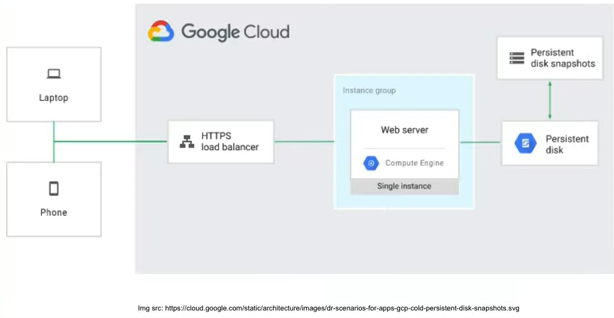 Google Cloud
Laptop
Phone
HTTPS
load balancer
Instance group
Web server
Compute Engine
Single instance
Persistent
disk snapshots
Persistent
disk
Img src: https://cloud.google.com/static/architecture/images/dr-scenarios-for-apps-gcp-cold-persistent-disk-snapshots.svg